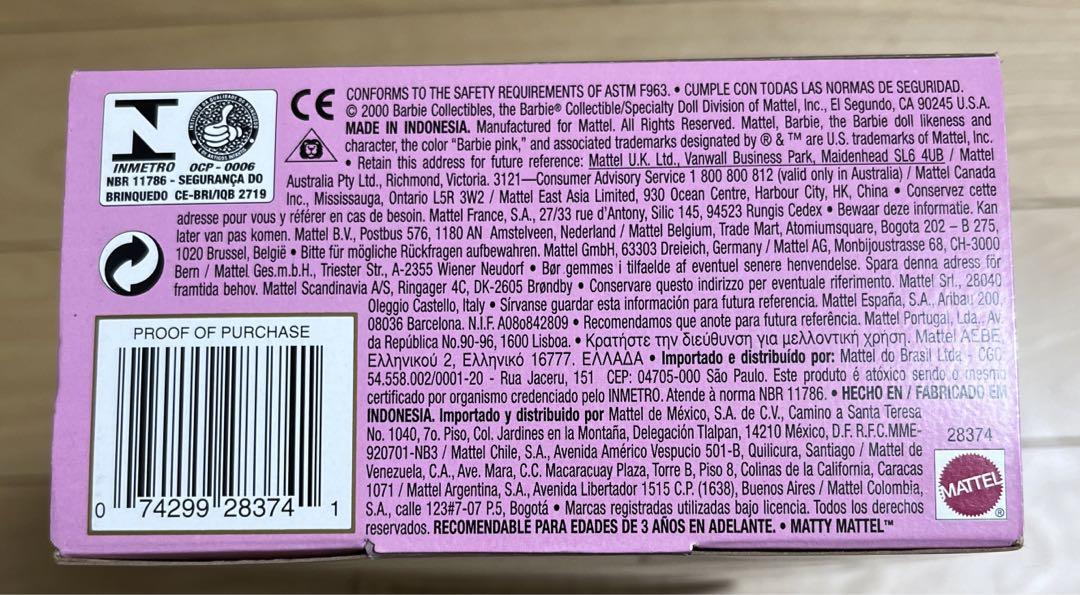 INMETRO OCP - 0006
NBR 11786 - SEGURANÇA DO
BRINQUEDO CE-BRI/IQB 2719
CE
CONFORMS TO THE SAFETY REQUIREMENTS OF ASTM F963. • CUMPLE CON TODAS LAS NORMAS DE SEGURIDAD.
© 2000 Barbie Collectibles, the Barbie® Collectible/Specialty Doll Division of Mattel, Inc., El Segundo, CA 90245 U.S.A.
MADE IN INDONESIA. Manufactured for Mattel. All Rights Reserved. Mattel, Barbie, the Barbie doll likeness and
character, the color "Barbie pink," and associated trademarks designated by ® & ™ are U.S. trademarks of Mattel, Inc.
• Retain this address for future reference: Mattel U.K. Ltd., Vanwall Business Park, Maidenhead SL6 4UB / Mattel
Australia Pty Ltd., Richmond, Victoria. 3121—Consumer Advisory Service 1 800 800 812 (valid only in Australia) / Mattel Canada
Inc., Mississauga, Ontario L5R 3W2 / Mattel East Asia Limited, 930 Ocean Centre, Harbour City, HK, China • Conservez cette
adresse pour vous y référer en cas de besoin. Mattel France, S.A., 27/33 rue d'Antony, Silic 145, 94523 Rungis Cedex • Bewaar deze informatie. Kan
later van pas komen. Mattel B.V., Postbus 576, 1180 AN Amstelveen, Nederland / Mattel Belgium, Trade Mart, Atomiumsquare, Bogota 202 – B 275,
1020 Brussel, België • Bitte für mögliche Rückfragen aufbewahren. Mattel GmbH, 63303 Dreieich, Germany / Mattel AG, Monbijoustrasse 68, CH-3000
Bern / Mattel Ges.m.b.H., Triester Str., A-2355 Wiener Neudorf • Bør gemmes i tilfaelde af eventuel senere henvendelse. Spara denna adress för
framtida behov. Mattel Scandinavia A/S, Ringager 4C, DK-2605 Brøndby • Conservare questo indirizzo per eventuale riferimento. Mattel Srl., 28040
Oleggio Castello, Italy • Sírvanse guardar esta información para futura referencia. Mattel España, S.A., Aribau 200,
08036 Barcelona. N.I.F. A08084 2809 • Recomendamos que anote para futura referência. Mattel Portugal, Lda., Av.
da República No.90-96, 1600 Lisboa. • Κρατήστε την διεύθυνση για μελλοντική χρήση. Mattel AEBE,
Ελληνικού 2, Ελληνικό 16777. ΕΛΛΑΔΑ • Importado e distribuído por: Mattel do Brasil Ltda - CGC
54.558.002/0001-20 - Rua Jaceru, 151 CEP: 04705-000 São Paulo. Este produto é atóxico sendo o mesmo
certificado por organismo credenciado pelo INMETRO. Atende à norma NBR 11786. • HECHO EN / FABRICADO EM
INDONESIA. Importado y distribuido por Mattel de México, S.A. de C.V., Camino a Santa Teresa
No. 1040, 7o. Piso, Col. Jardines en la Montaña, Delegación Tlalpan, 14210 México, D.F. R.F.C.MME-
920701-NB3 / Mattel Chile, S.A., Avenida Américo Vespucio 501-B, Quilicura, Santiago / Mattel de
Venezuela, C.A., Ave. Mara, C.C. Macaracuay Plaza, Torre B, Piso 8, Colinas de la California, Caracas
1071 / Mattel Argentina, S.A., Avenida Libertador 1515 C.P. (1638), Buenos Aires / Mattel Colombia,
S.A., calle 123#7-07 P.5, Bogotá • Marcas registradas utilizadas bajo licencia. Todos los derechos
reservados. RECOMENDABLE PARA EDADES DE 3 AÑOS EN ADELANTE. • MATTY MATTEL™
PROOF OF PURCHASE
0 74299 28374 1
28374
MATTEL
®